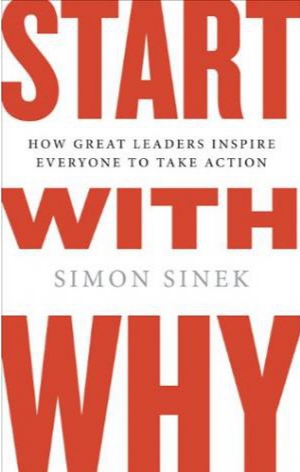 START
HOW GREAT LEADERS INSPIRE
EVERYONE TO TAKE ACTION
WITH
SIMON SINEK
WHY